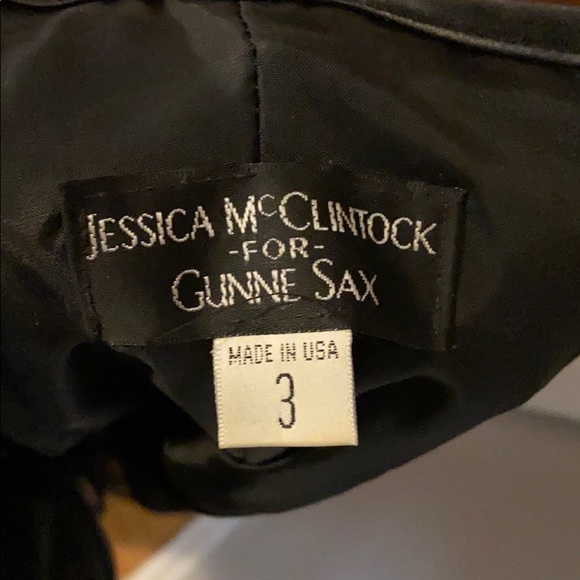 JESSICA MCCLINTOCK
-FOR-
GUNNE SAX
MADE IN USA
3